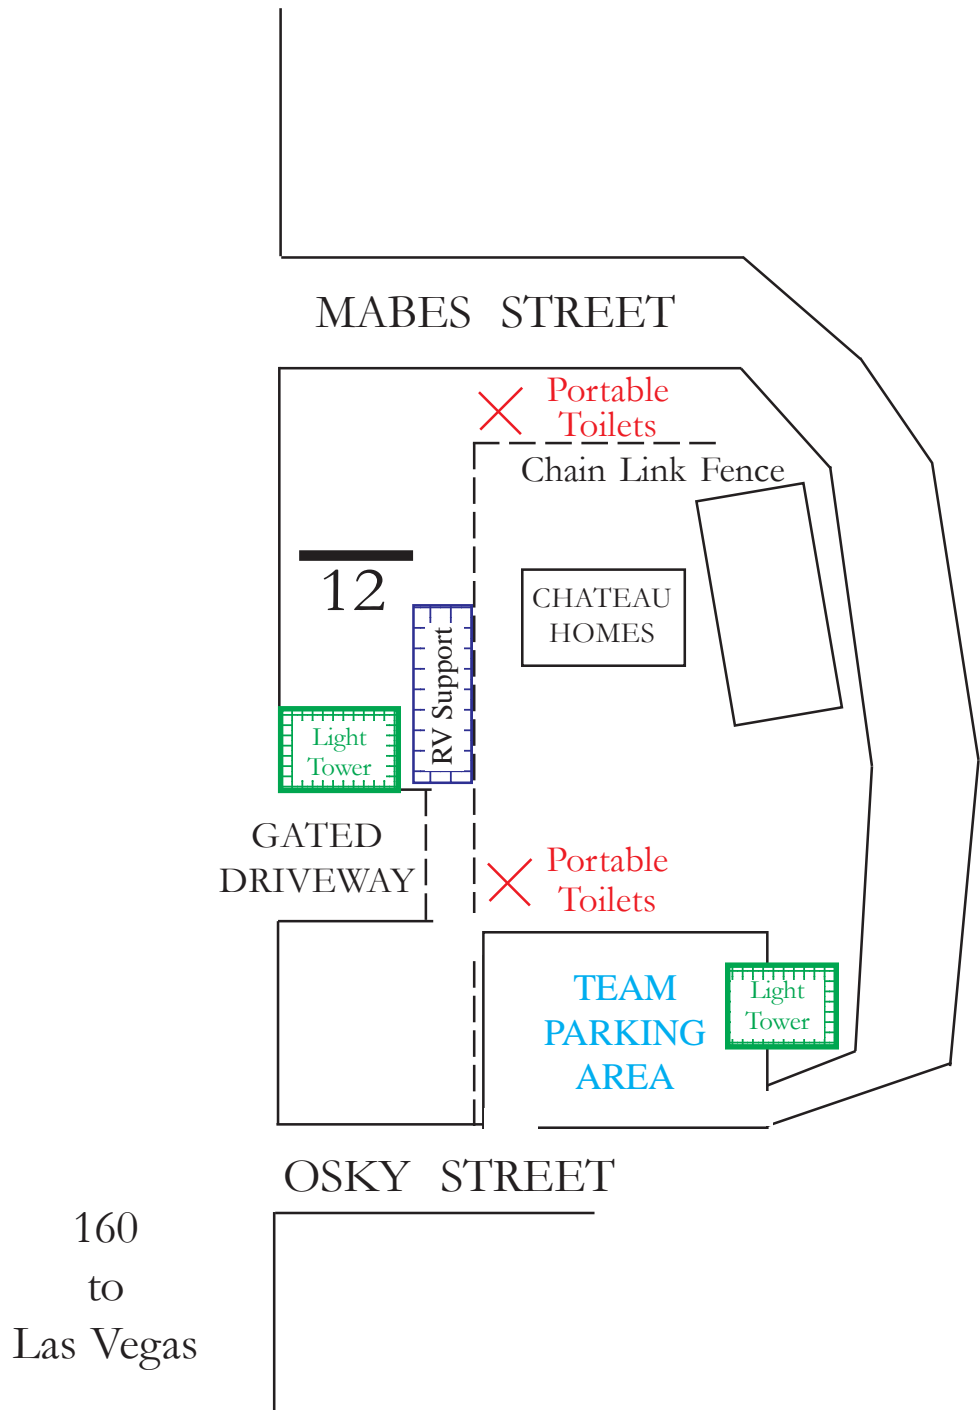 MABES STREET
Portable
Toilets
Chain Link Fence
12
CHATEAU
HOMES
RV Support
Light
Tower
GATED
DRIVEWAY
Portable
Toilets
TEAM
PARKING
AREA
Light
Tower
OSKY STREET
160
to
Las Vegas